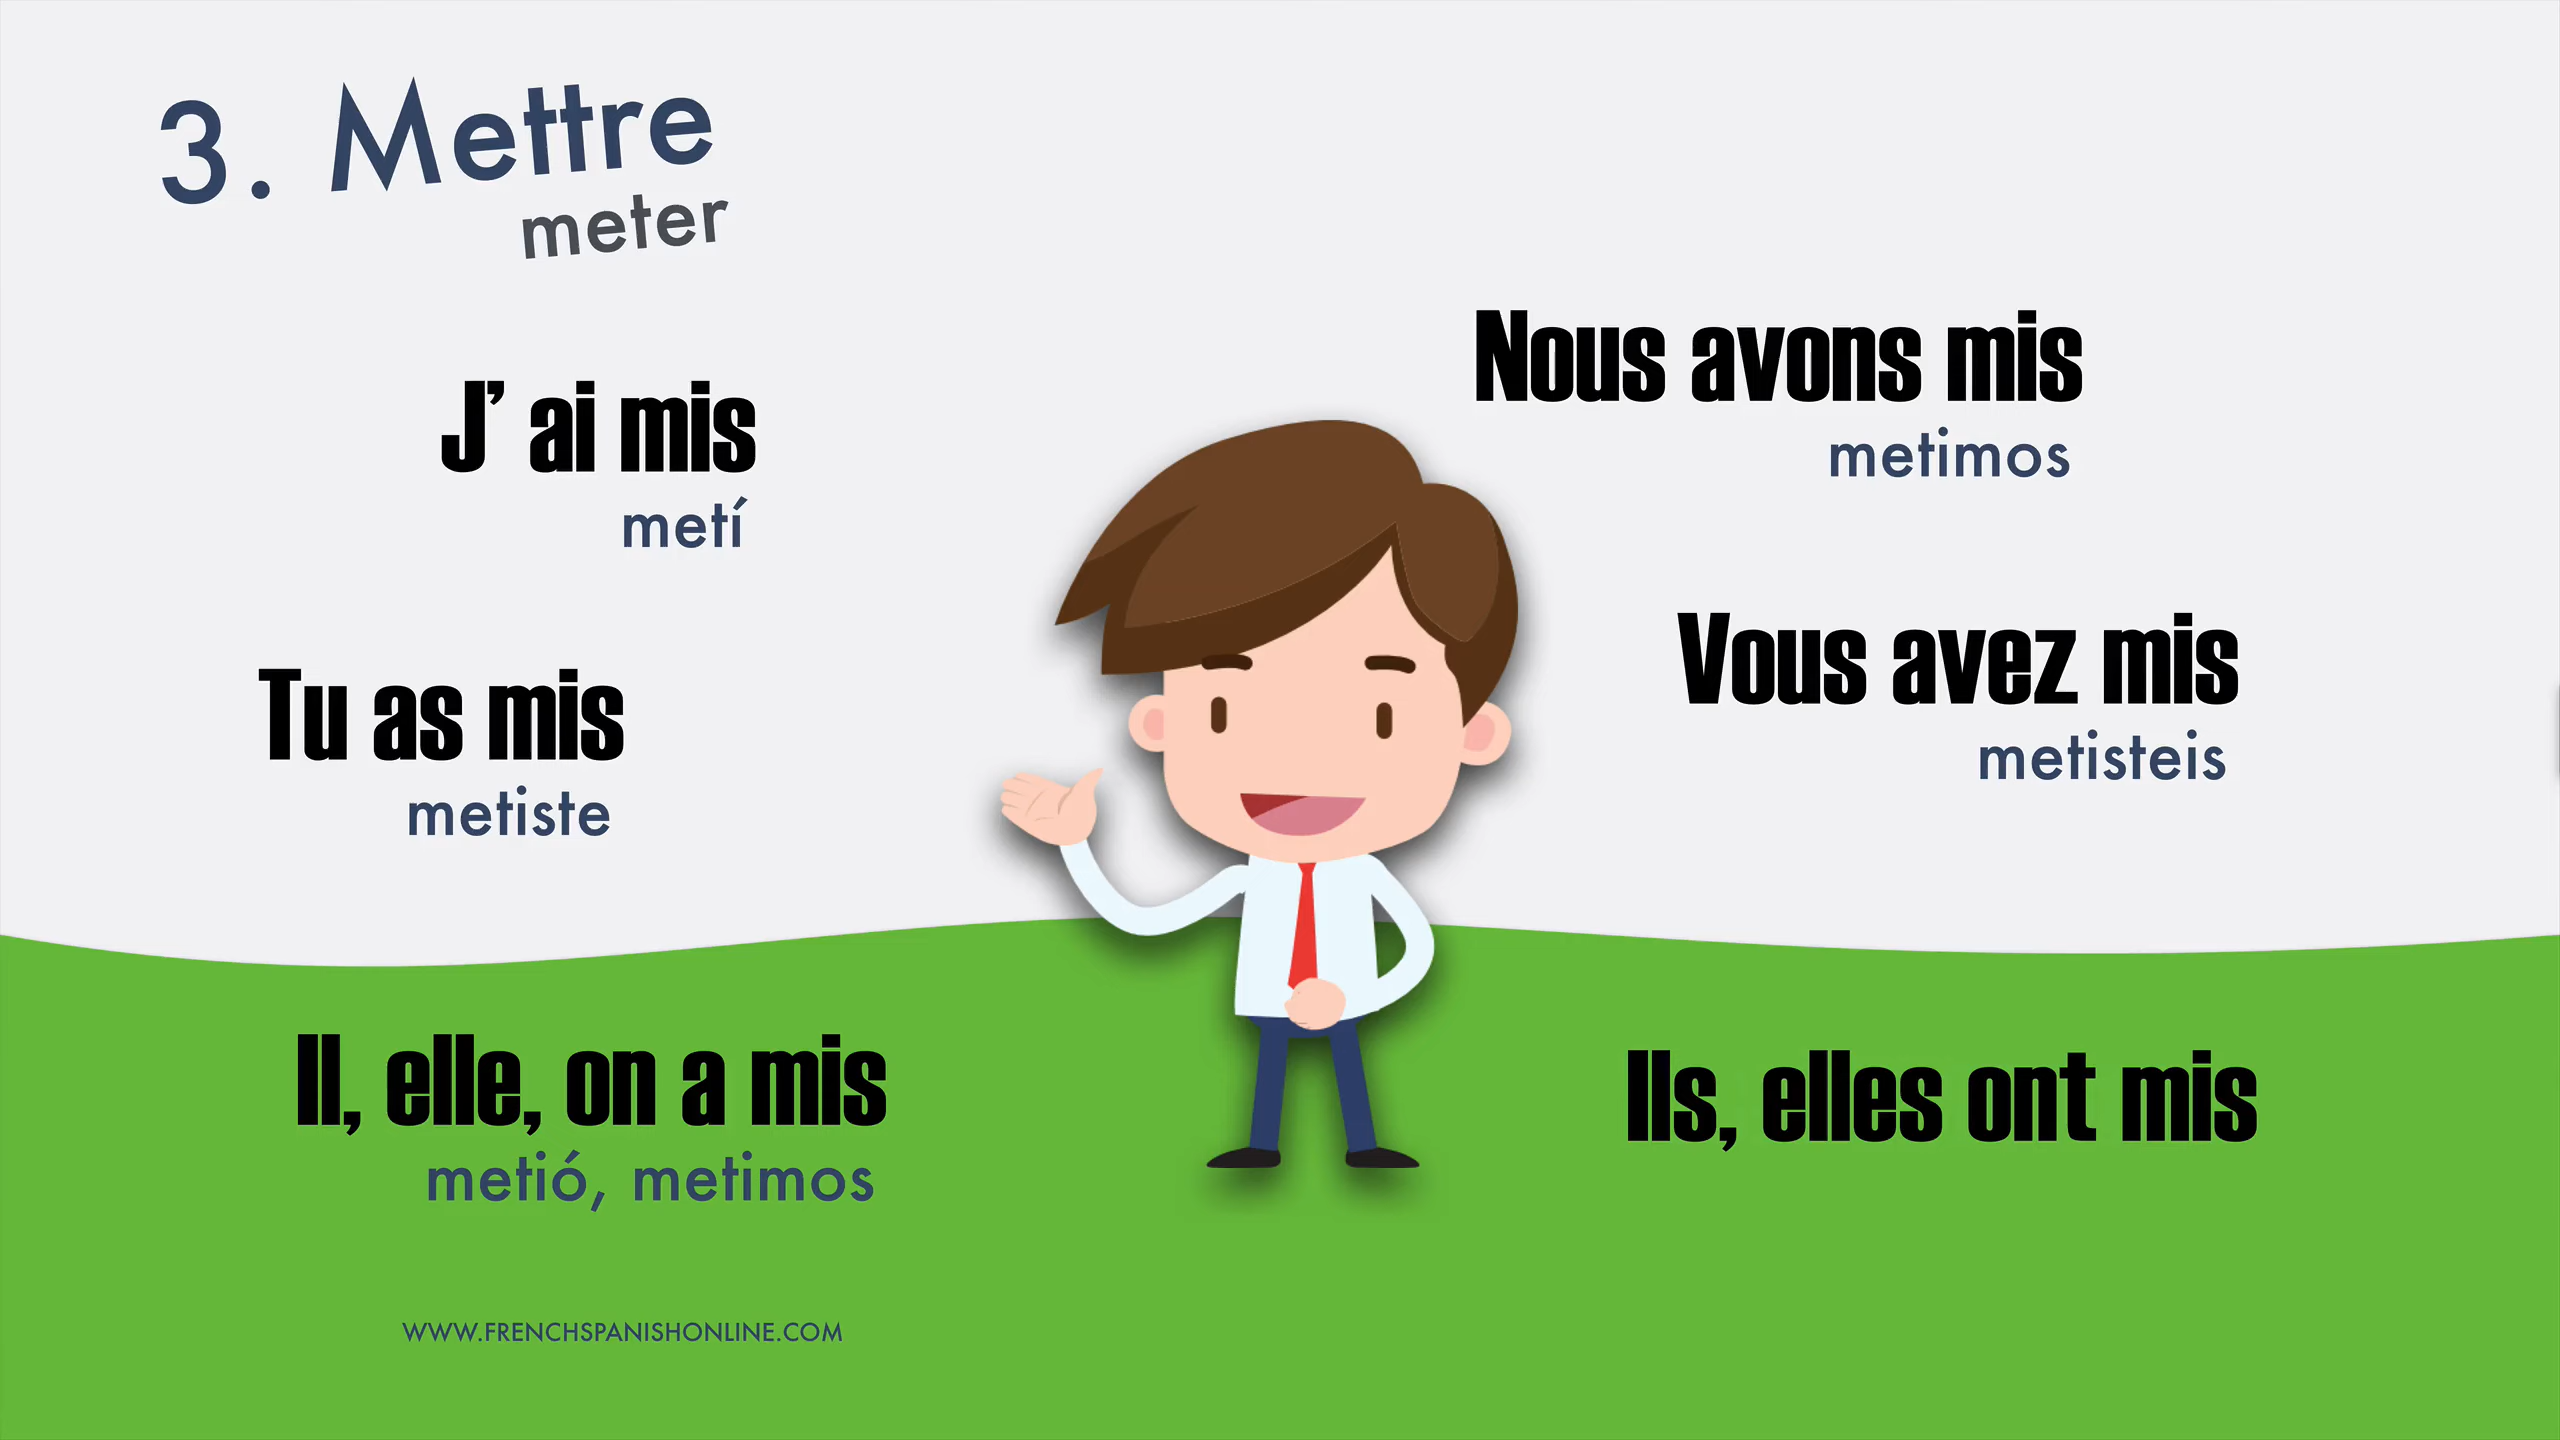 3. Mettre
meter
J' ai mis
metí
Tu as mis
metiste
Il, elle, on a mis
metió, metimos
Nous avons mis
metimos
Vous avez mis
metisteis
Ils, elles ont mis
WWW.FRENCHSPANISHONLINE.COM